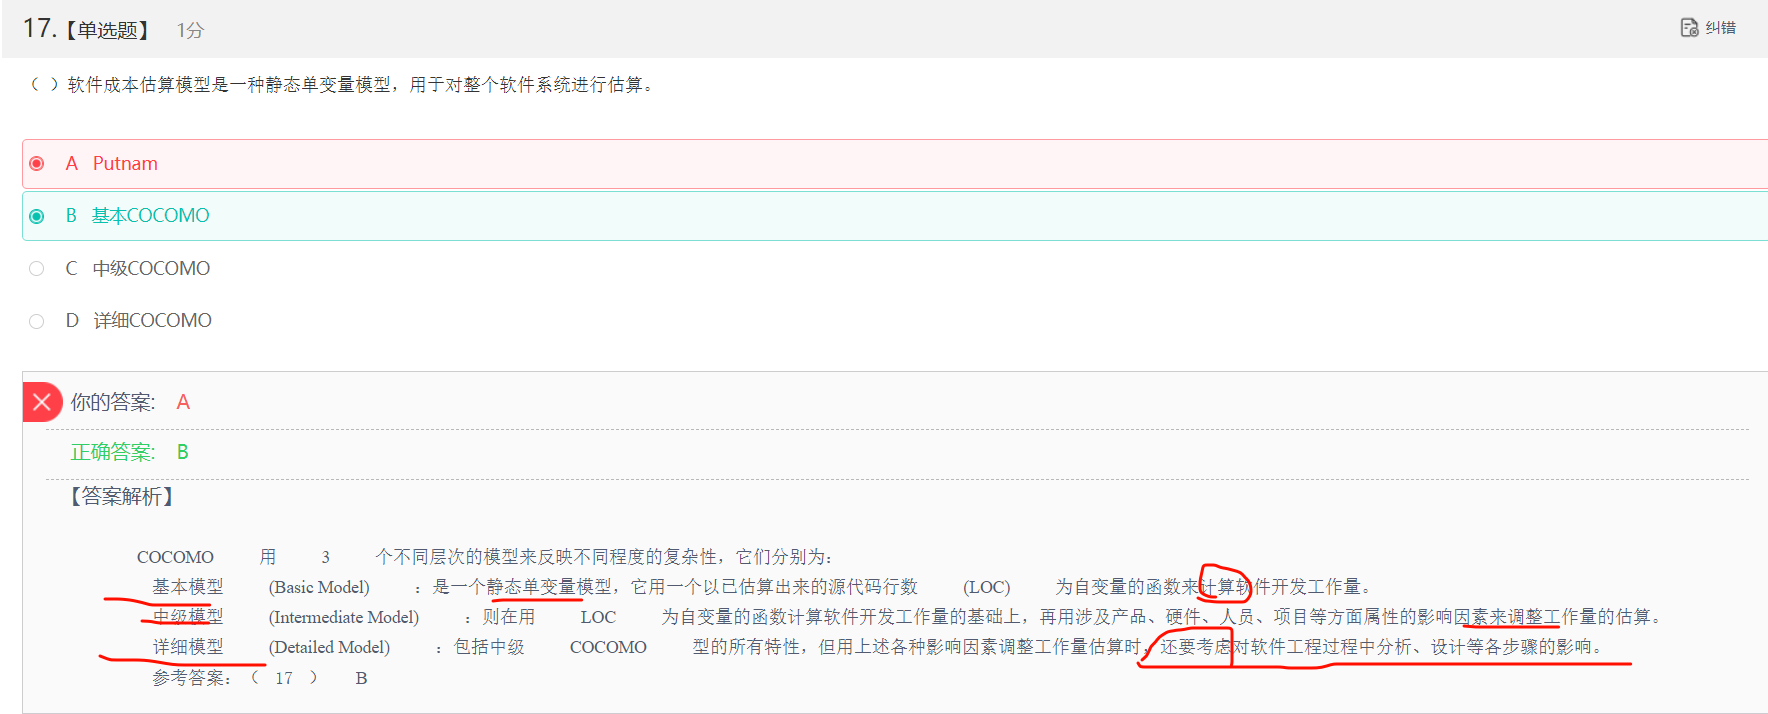 17.【单选题】 1分 纠错
（ ）软件成本估算模型是一种静态单变量模型，用于对整个软件系统进行估算。
A Putnam
B 基本COCOMO
C 中级COCOMO
D 详细COCOMO
你的答案: A
正确答案: B
【答案解析】
COCOMO 用 3 个不同层次的模型来反映不同程度的复杂性，它们分别为：
基本模型 (Basic Model) ：是一个静态单变量模型，它用一个以已估算出来的源代码行数 (LOC) 为自变量的函数来计算软件开发工作量。
中级模型 (Intermediate Model) ：则在用 LOC 为自变量的函数计算软件开发工作量的基础上，再用涉及产品、硬件、人员、项目等方面属性的影响因素来调整工作量的估算。
详细模型 (Detailed Model) ：包括中级 COCOMO 型的所有特性，但用上述各种影响因素调整工作量估算时，还要考虑对软件工程过程中分析、设计等各步骤的影响。
参考答案：（ 17 ） B